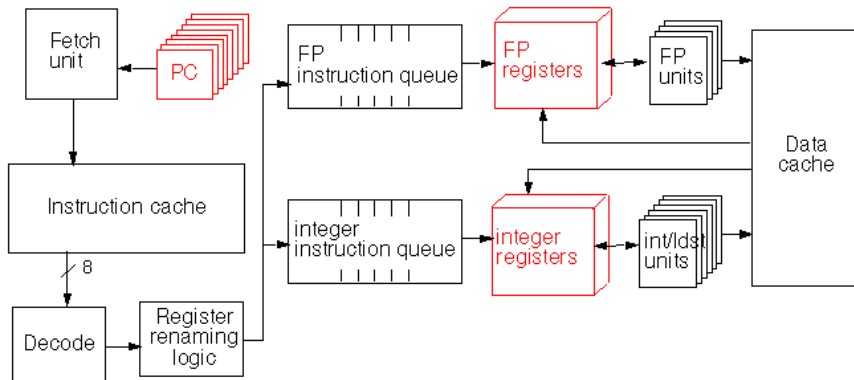 Fetch
unit
PC
FP
instruction queue
FP
registers
FP
units
Data
cache
Instruction cache
8
integer
instruction queue
integer
registers
int/ldst
units
Decode
Register
renaming
logic